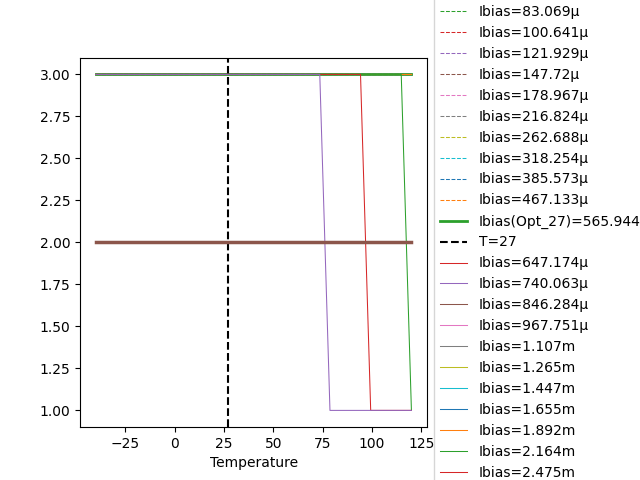 3.00
2.75
2.50
2.25
2.00
1.75
1.50
1.25
1.00
−25
0
25
50
75
100
125
Temperature
Ibias=83.069μ
Ibias=100.641μ
Ibias=121.929μ
Ibias=147.72μ
Ibias=178.967μ
Ibias=216.824μ
Ibias=262.688μ
Ibias=318.254μ
Ibias=385.573μ
Ibias=467.133μ
Ibias(Opt_27)=565.944
T=27
Ibias=647.174μ
Ibias=740.063μ
Ibias=846.284μ
Ibias=967.751μ
Ibias=1.107m
Ibias=1.265m
Ibias=1.447m
Ibias=1.655m
Ibias=1.892m
Ibias=2.164m
Ibias=2.475m